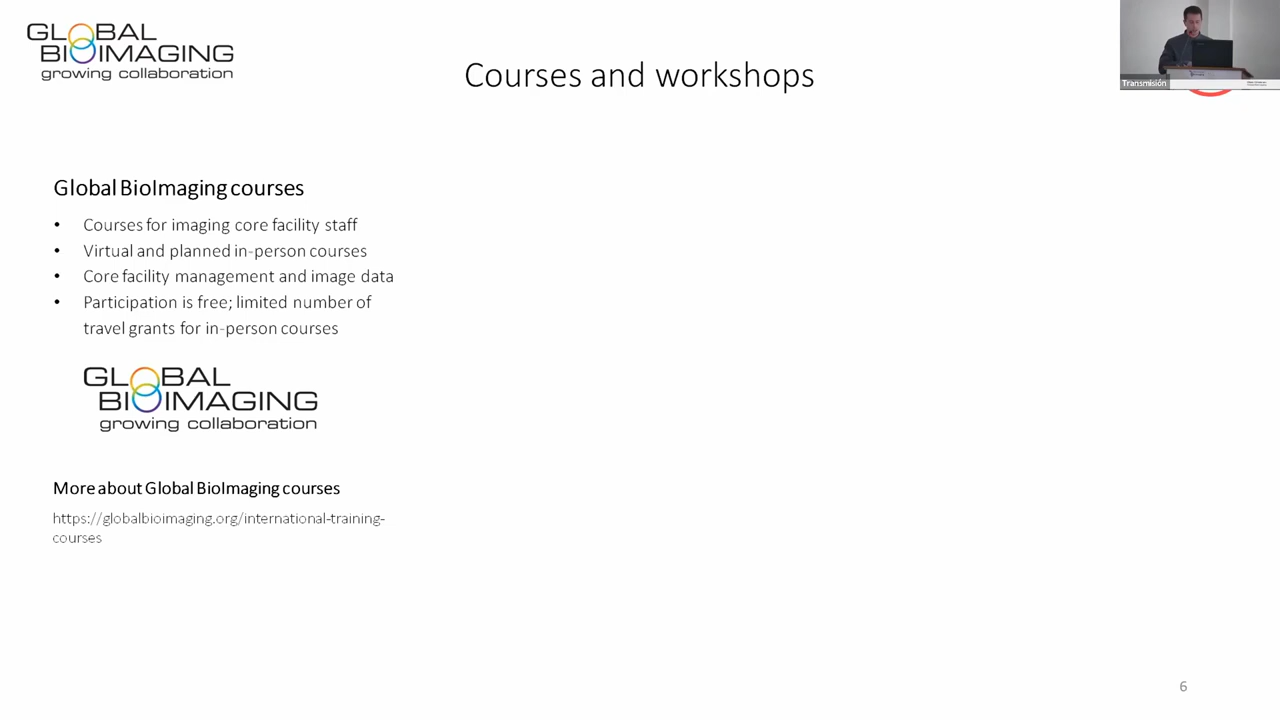 GLOBAL
BIOIMAGING
growing collaboration
Courses and workshops
Transmisión
Global BioImaging courses
• Courses for imaging core facility staff
• Virtual and planned in-person courses
• Core facility management and image data
• Participation is free; limited number of
travel grants for in-person courses
GLOBAL
BIOIMAGING
growing collaboration
More about Global BioImaging courses
https://globalbioimaging.org/international-training-
courses
6